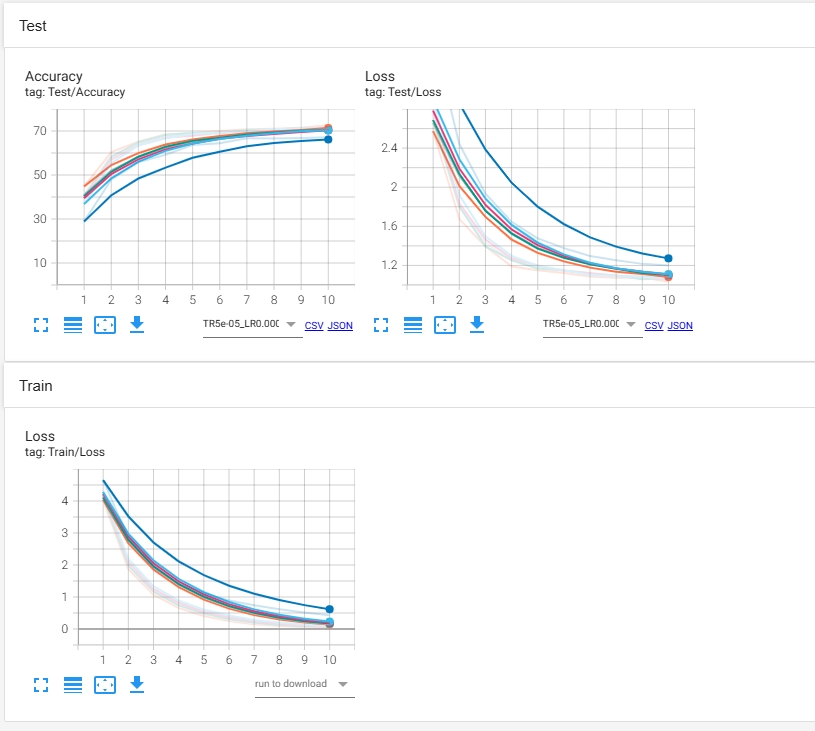 Test
Accuracy
tag: Test/Accuracy
70
50
30
10
1 2 3 4 5 6 7 8 9 10
TR5e-05_LR0.000 CSV JSON
Loss
tag: Test/Loss
2.4
2
1.6
1.2
1 2 3 4 5 6 7 8 9 10
TR5e-05_LR0.000 CSV JSON
Train
Loss
tag: Train/Loss
4
3
2
1
0
1 2 3 4 5 6 7 8 9 10
run to download